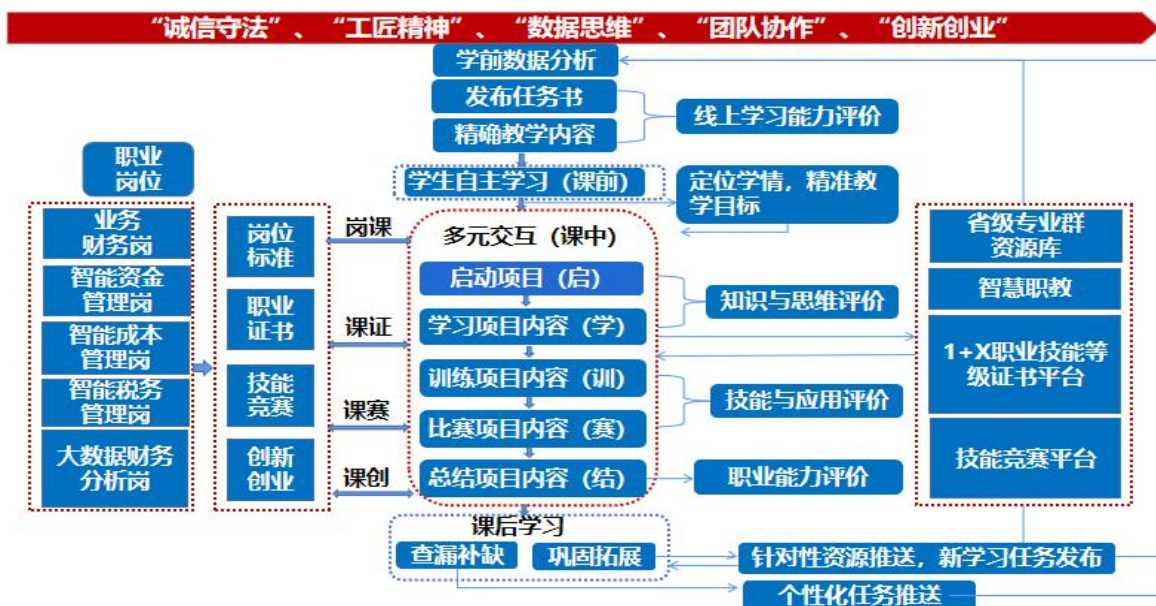 “诚信守法”、“工匠精神”、“数据思维”、“团队协作”、“创新创业”
学前数据分析
发布任务书
精确教学内容
线上学习能力评价
学生自主学习（课前）
定位学情，精准教
学目标
职业
岗位
业务
财务岗
智能资金
管理岗
智能成本
管理岗
智能税务
管理岗
大数据财务
分析岗
岗位
标准
职业
证书
技能
竞赛
创新
创业
岗课
课证
课赛
课创
多元交互（课中）
启动项目（启）
学习项目内容（学）
训练项目内容（训）
比赛项目内容（赛）
总结项目内容（结）
知识与思维评价
技能与应用评价
职业能力评价
省级专业群
资源库
智慧职教
1+X职业技能等
级证书平台
技能竞赛平台
课后学习
查漏补缺
巩固拓展
针对性资源推送，新学习任务发布
个性化任务推送